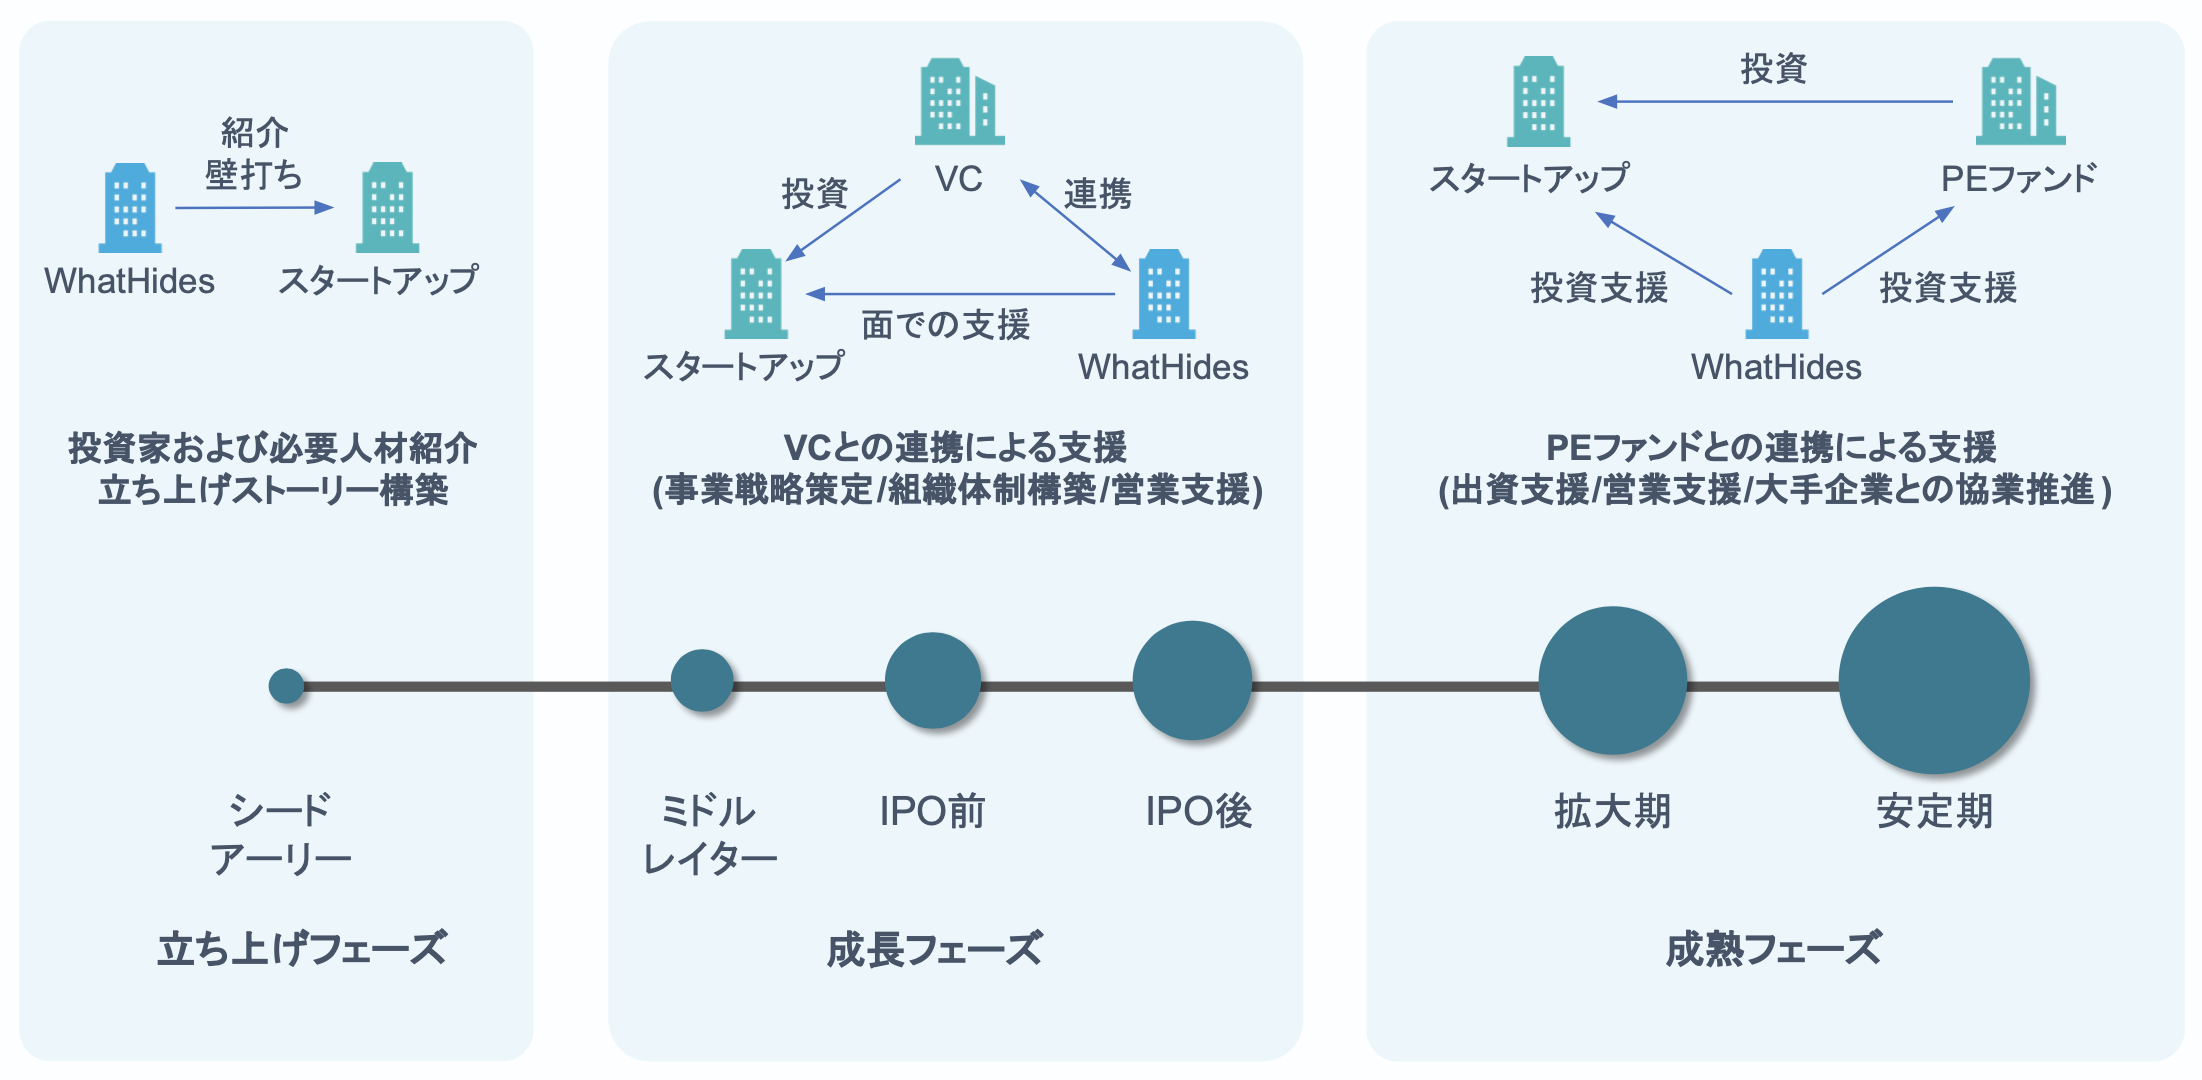 紹介
壁打ち
WhatHides
スタートアップ
投資家および必要人材紹介
立ち上げストーリー構築
シード
アーリー
立ち上げフェーズ
VC
投資
連携
面での支援
スタートアップ
WhatHides
VCとの連携による支援
(事業戦略策定/組織体制構築/営業支援)
ミドル
レイター
IPO前
IPO後
成長フェーズ
投資
スタートアップ
PEファンド
投資支援
投資支援
WhatHides
PEファンドとの連携による支援
(出資支援/営業支援/大手企業との協業推進)
拡大期
安定期
成熟フェーズ